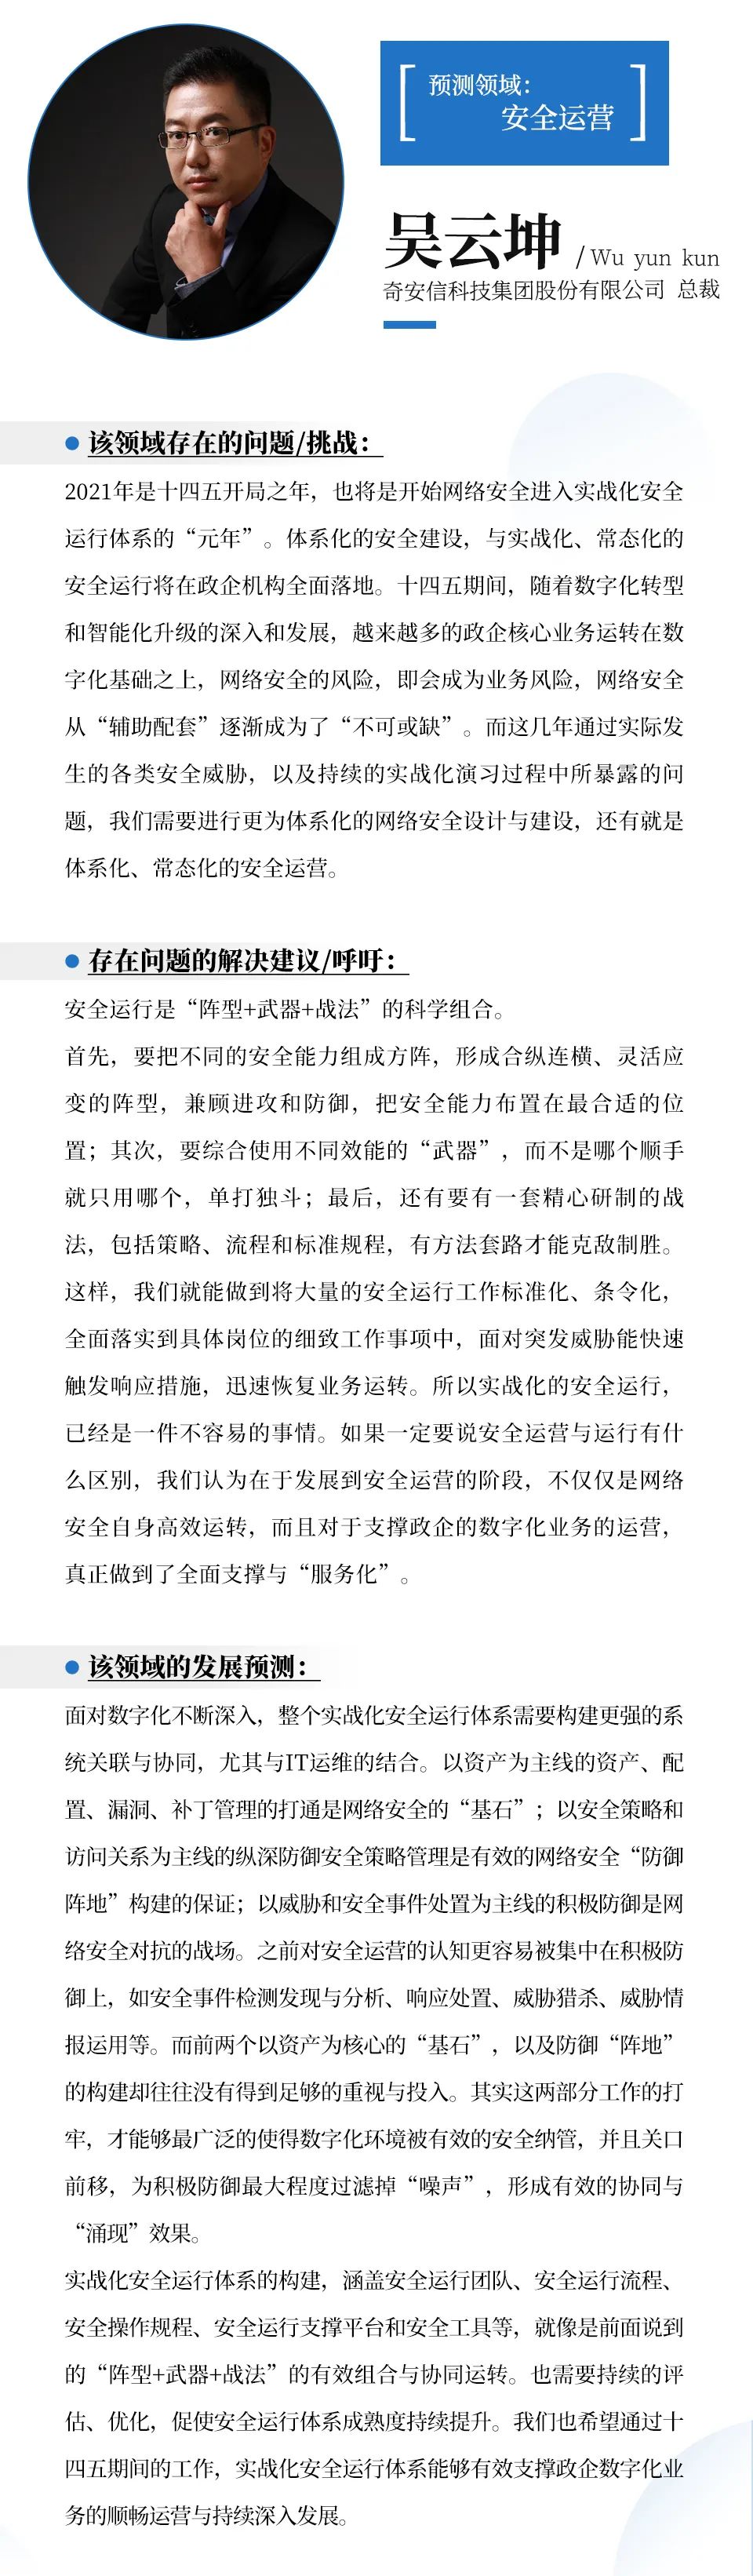 预测领域：
安全运营
吴云坤 /Wu yun kun
奇安信科技集团股份有限公司 总裁
该领域存在的问题/挑战：
2021年是十四五开局之年，也将是开始网络安全进入实战化安全
运行体系的“元年”。体系化的安全建设，与实战化、常态化的
安全运行将在政企机构全面落地。十四五期间，随着数字化转型
和智能化升级的深入和发展，越来越多的政企核心业务运转在数
字化基础之上，网络安全的风险，即会成为业务风险，网络安全
从“辅助配套”逐渐成为了“不可或缺”。而这几年通过实际发
生的各类安全威胁，以及持续的实战化演习过程中所暴露的问
题，我们需要进行更为体系化的网络安全设计与建设，还有就是
体系化、常态化的安全运营。
存在问题的解决建议/呼吁：
安全运行是“阵型+武器+战法”的科学组合。
首先，要把不同的安全能力组成方阵，形成合纵连横、灵活应
变的阵型，兼顾进攻和防御，把安全能力布置在最合适的位
置；其次，要综合使用不同效能的“武器”，而不是哪个顺手
就只用哪个，单打独斗；最后，还有要有一套精心研制的战
法，包括策略、流程和标准规程，有方法套路才能克敌制胜。
这样，我们就能做到将大量的安全运行工作标准化、条令化，
全面落实到具体岗位的细致工作事项中，面对突发威胁能快速
触发响应措施，迅速恢复业务运转。所以实战化的安全运行，
已经是一件不容易的事情。如果一定要说安全运营与运行有什
么区别，我们认为在于发展到安全运营的阶段，不仅仅是网络
安全自身高效运转，而且对于支撑政企的数字化业务的运营，
真正做到了全面支撑与“服务化”。
该领域的发展预测：
面对数字化不断深入，整个实战化安全运行体系需要构建更强的系
统关联与协同，尤其与IT运维的结合。以资产为主线的资产、配
置、漏洞、补丁管理的打通是网络安全的“基石”；以安全策略和
访问关系为主线的纵深防御安全策略管理是有效的网络安全“防御
阵地”构建的保证；以威胁和安全事件处置为主线的积极防御是网
络安全对抗的战场。之前对安全运营的认知更容易被集中在积极防
御上，如安全事件检测发现与分析、响应处置、威胁猎杀、威胁情
报运用等。而前两个以资产为核心的“基石”，以及防御“阵地”
的构建却往往没有得到足够的重视与投入。其实这两部分工作的打
牢，才能够最广泛的使得数字化环境被有效的安全纳管，并且关口
前移，为积极防御最大程度过滤掉“噪声”，形成有效的协同与
“涌现”效果。
实战化安全运行体系的构建，涵盖安全运行团队、安全运行流程、
安全操作规程、安全运行支撑平台和安全工具等，就像是前面说到
的“阵型+武器+战法”的有效组合与协同运转。也需要持续的评
估、优化，促使安全运行体系成熟度持续提升。我们也希望通过十
四五期间的工作，实战化安全运行体系能够有效支撑政企数字化业
务的顺畅运营与持续深入发展。